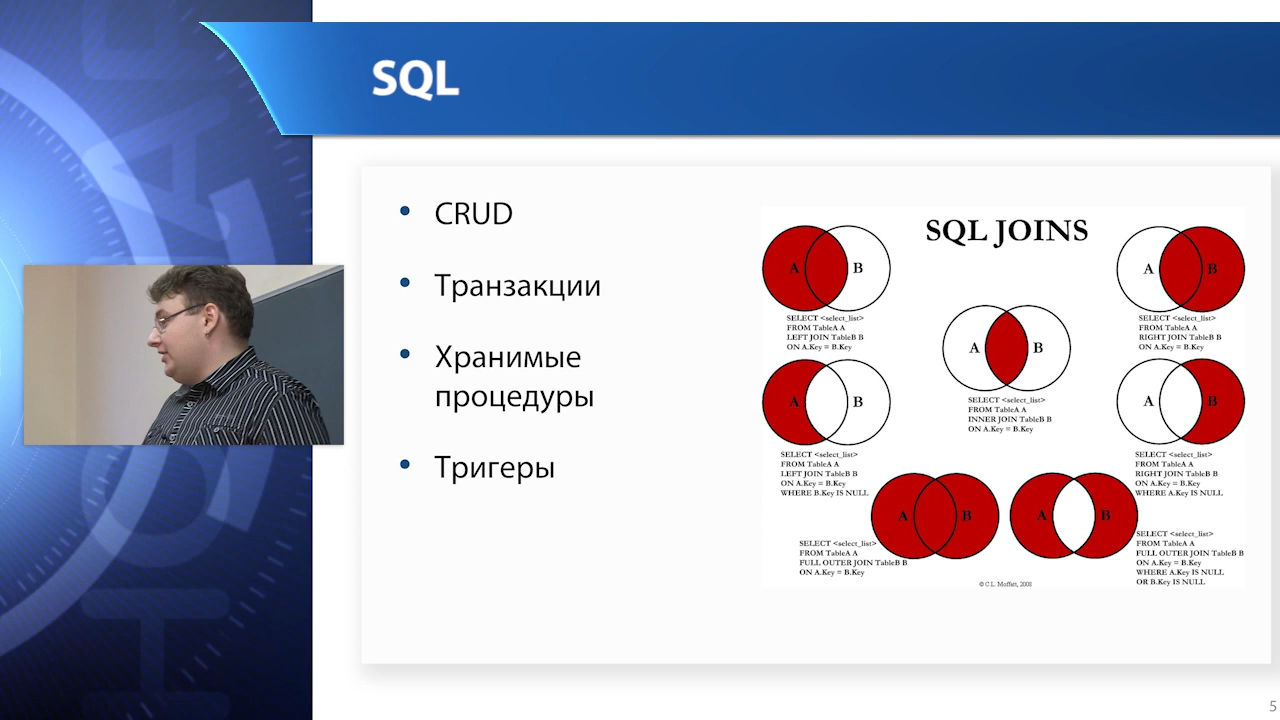 SQL
CRUD
Транзакции
Хранимые
процедуры
Тригеры
SQL JOINS
A B
SELECT <select_list>
FROM TableA A
LEFT JOIN TableB B
ON A.Key = B.Key
A B
SELECT <select_list>
FROM TableA A
RIGHT JOIN TableB B
ON A.Key = B.Key
A B
SELECT <select_list>
FROM TableA A
INNER JOIN TableB B
ON A.Key = B.Key
A B
SELECT <select_list>
FROM TableA A
LEFT JOIN TableB B
ON A.Key = B.Key
WHERE B.Key IS NULL
A B
SELECT <select_list>
FROM TableA A
RIGHT JOIN TableB B
ON A.Key = B.Key
WHERE A.Key IS NULL
A B
SELECT <select_list>
FROM TableA A
FULL OUTER JOIN TableB B
ON A.Key = B.Key
A B
SELECT <select_list>
FROM TableA A
FULL OUTER JOIN TableB B
ON A.Key = B.Key
WHERE A.Key IS NULL
OR B.Key IS NULL
© C.L. Moffatt, 2008
5